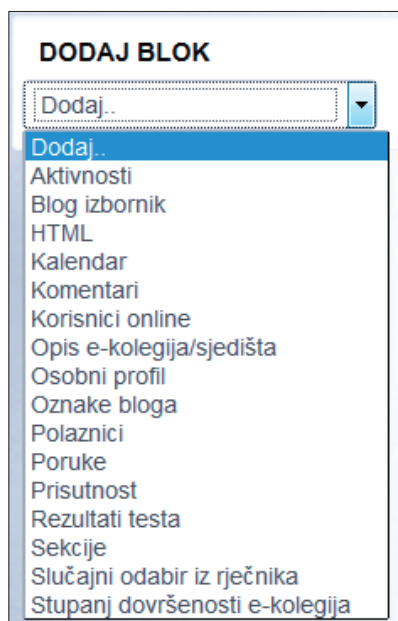 DODAJ BLOK
Dodaj..
Dodaj..
Aktivnosti
Blog izbornik
HTML
Kalendar
Komentari
Korisnici online
Opis e-kolegija/sjedišta
Osobni profil
Oznake bloga
Polaznici
Poruke
Prisutnost
Rezultati testa
Sekcije
Slučajni odabir iz rječnika
Stupanj dovršenosti e-kolegija